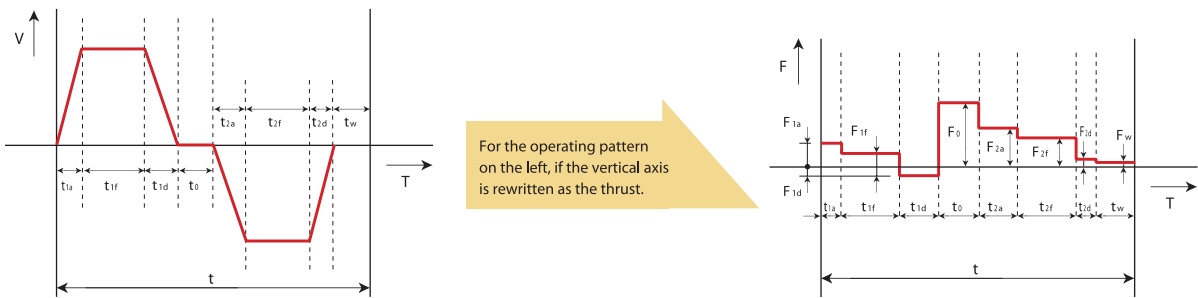 V
t2a t2f t2d tw
T
t1a t1f t1d t0
t
For the operating pattern
on the left, if the vertical axis
is rewritten as the thrust.
F
F1a F1f F0 F2a F2f F2d Fw
F1d
T
t1a t1f t1d t0 t2a t2f t2d tw
t